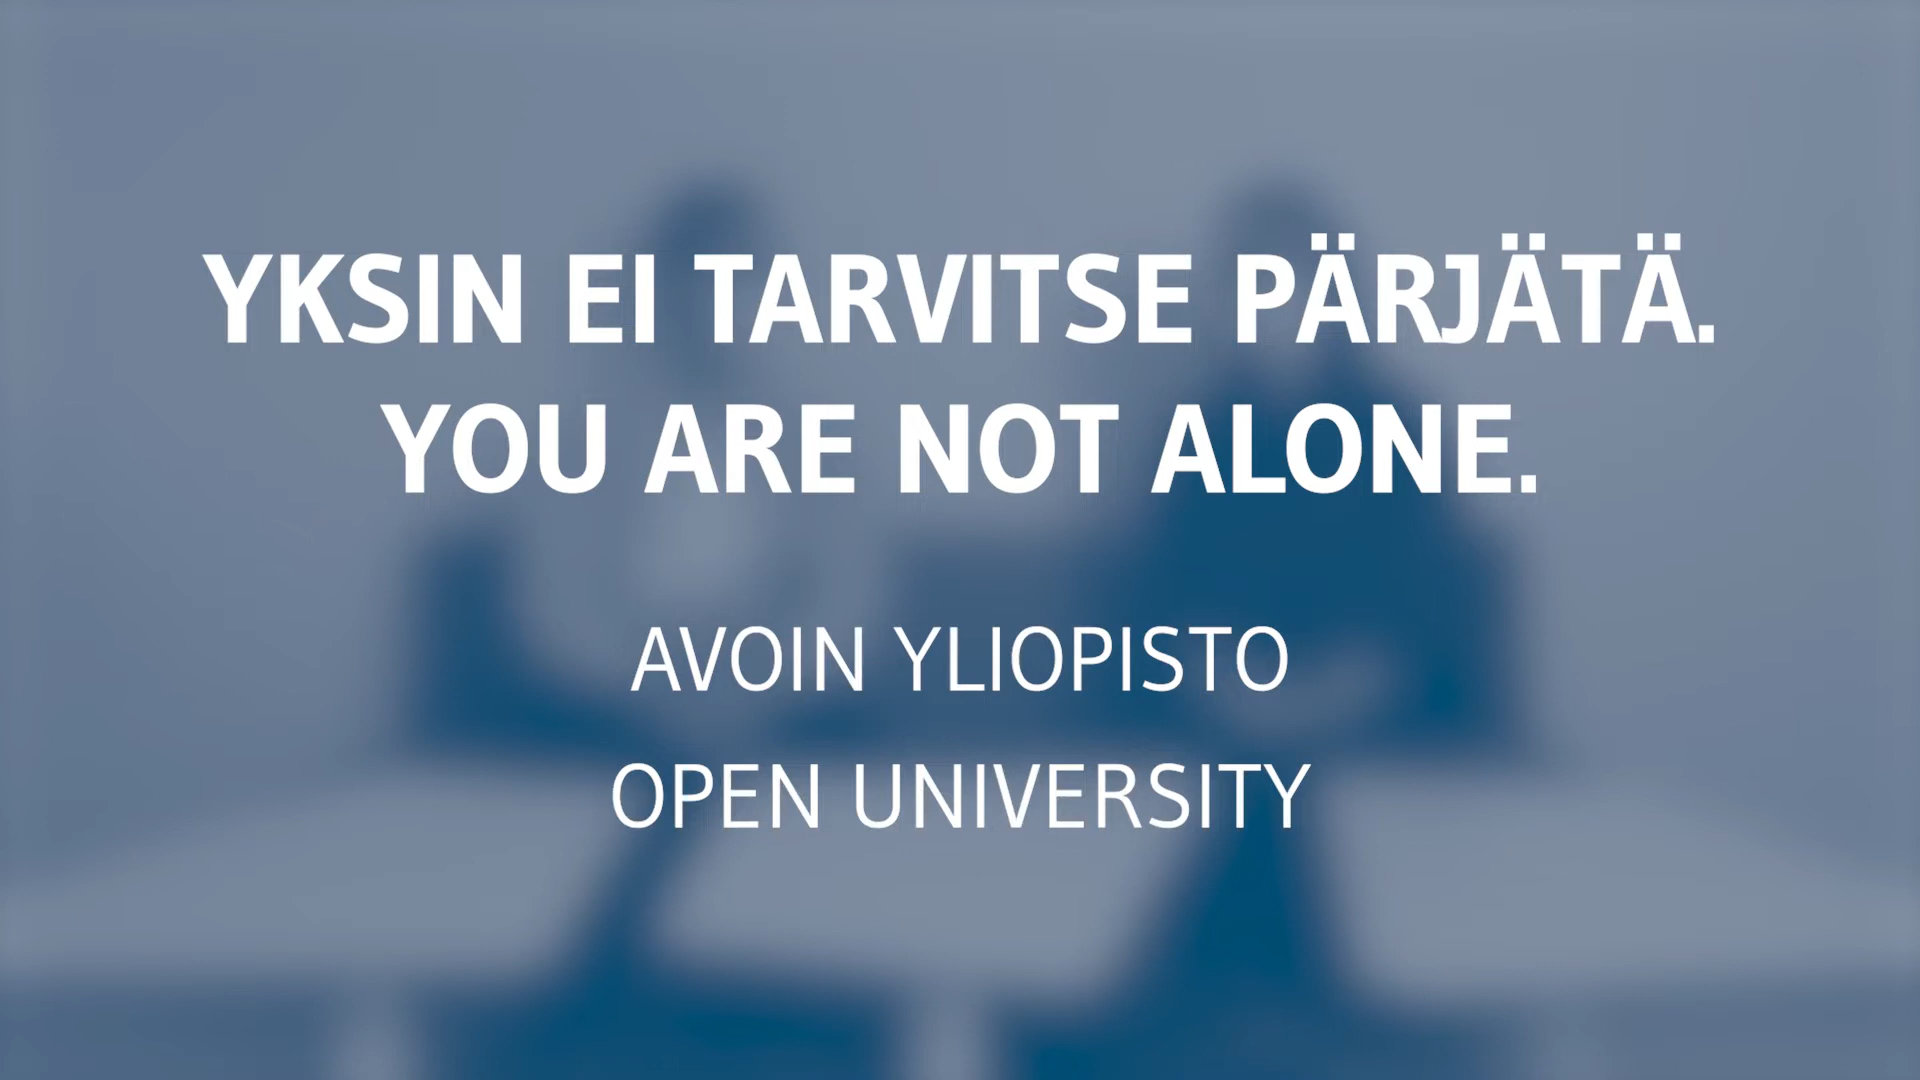 YKSIN EI TARVITSE PÄRJÄTÄ.
YOU ARE NOT ALONE.
AVOIN YLIOPISTO
OPEN UNIVERSITY